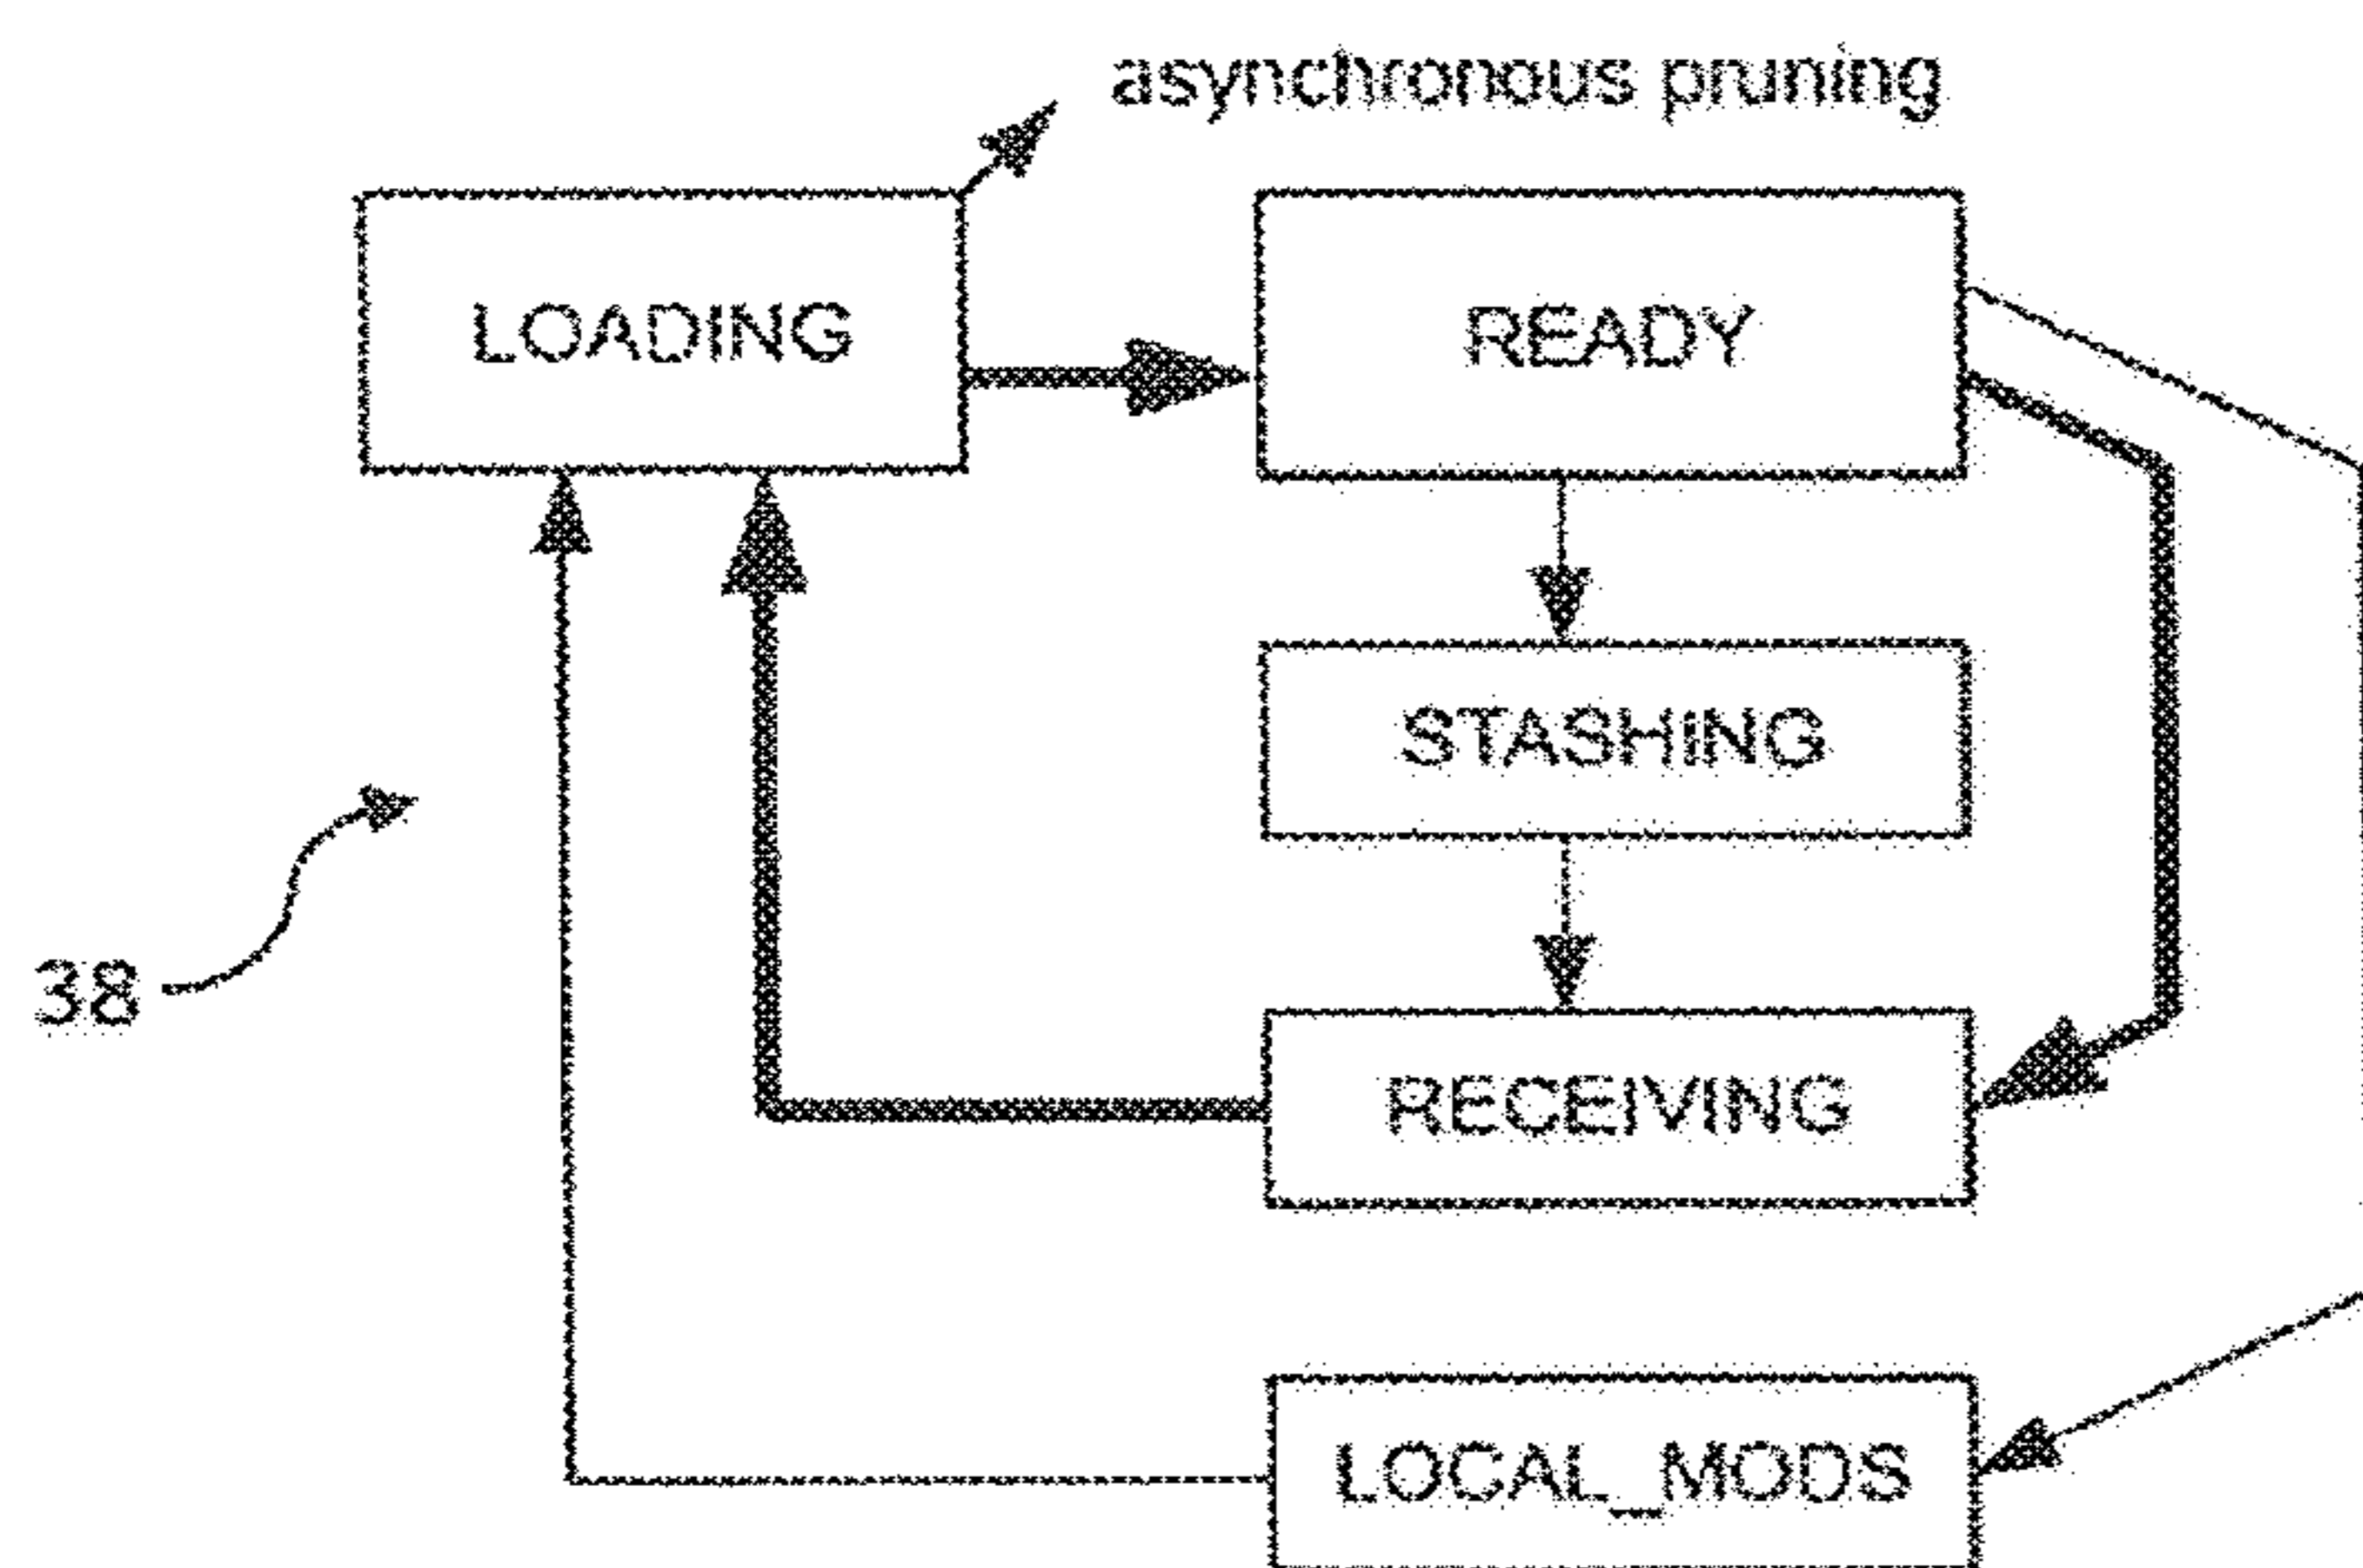 asynchronous pruning
LOADING
READY
STASHING
38
RECEIVING
LOCAL_MODS